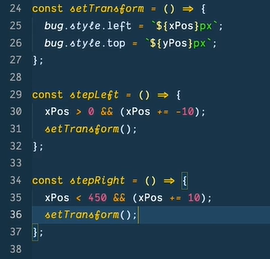 24 const setTransform = () => {
25 bug.style.left = `${xPos}px`;
26 bug.style.top = `${yPos}px`;
27 };
28
29 const stepLeft = () => {
30 xPos > 0 && (xPos += -10);
31 setTransform();
32 };
33
34 const stepRight = () => {
35 xPos < 450 && (xPos += 10);
36 setTransform();
37 };
38